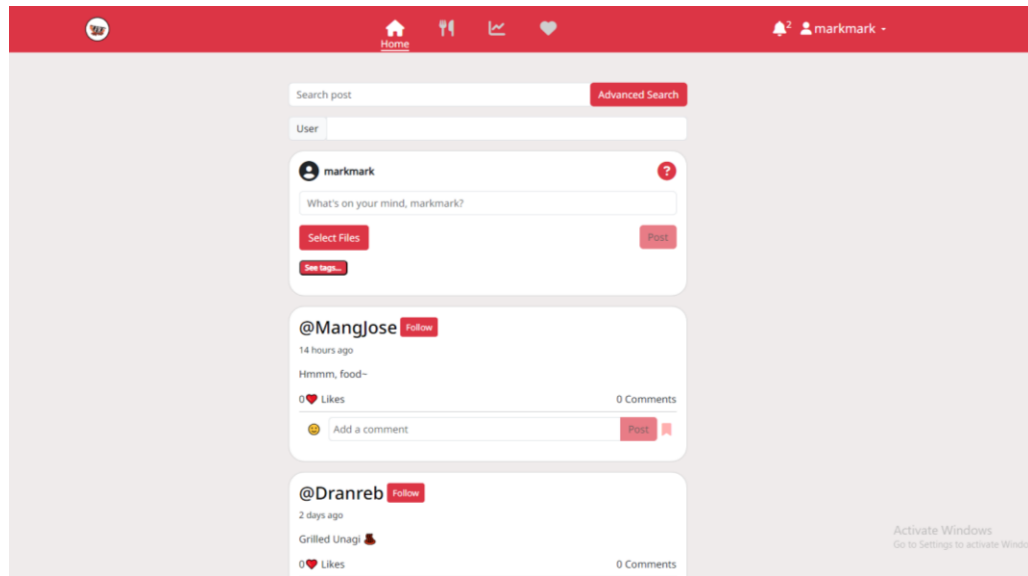 Home
2 markmark
Search post Advanced Search
User
markmark ?
What's on your mind, markmark?
Select Files Post
See tags...
@MangJose Follow
14 hours ago
Hmmm, food~
0 Likes 0 Comments
Add a comment Post
@Dranreb Follow
2 days ago
Grilled Unagi
0 Likes 0 Comments
Activate Windows
Go to Settings to activate Windo